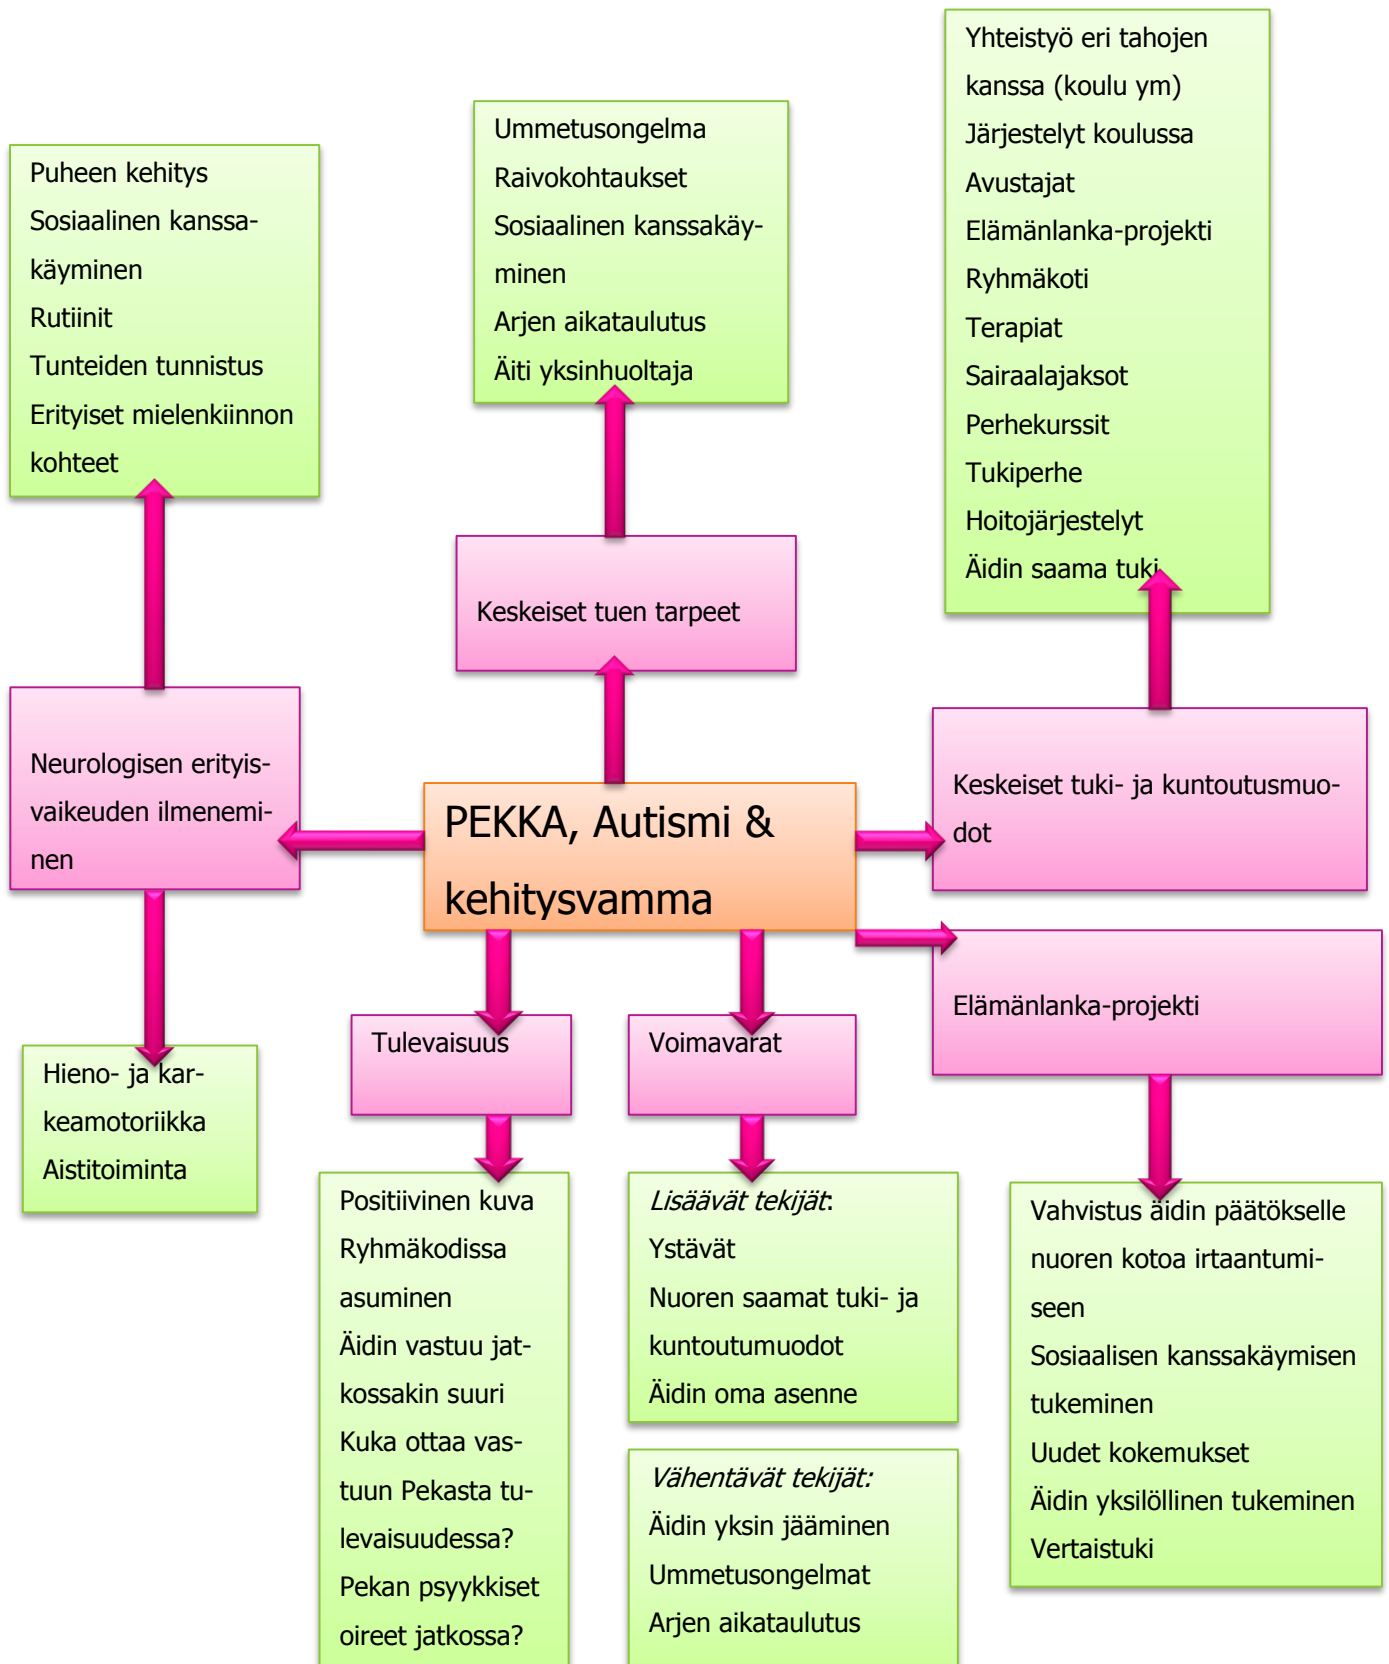 Yhteistyö eri tahojen
kanssa (koulu ym)
Järjestelyt koulussa
Avustajat
Elämänlanka-projekti
Ryhmäkoti
Terapiat
Sairaalajaksot
Perhekurssit
Tukiperhe
Hoitojärjestelyt
Äidin saama tuki
Ummetusongelma
Raivokohtaukset
Sosiaalinen kanssakäy-
minen
Arjen aikataulutus
Äiti yksinhuoltaja
Puheen kehitys
Sosiaalinen kanssa-
käyminen
Rutiinit
Tunteiden tunnistus
Erityiset mielenkiinnon
kohteet
Keskeiset tuen tarpeet
Neurologisen erityis-
vaikeuden ilmenemi-
nen
PEKKA, Autismi &
kehitysvamma
Keskeiset tuki- ja kuntoutusmuo-
dot
Elämänlanka-projekti
Tulevaisuus
Voimavarat
Hieno- ja kar-
keamotoriikka
Aistitoiminta
Positiivinen kuva
Ryhmäkodissa
asuminen
Äidin vastuu jat-
kossakin suuri
Kuka ottaa vas-
tuun Pekasta tu-
levaisuudessa?
Pekan psyykkiset
oireet jatkossa?
Lisäävät tekijät:
Ystävät
Nuoren saamat tuki- ja
kuntoutumuodot
Äidin oma asenne
Vähentävät tekijät:
Äidin yksin jääminen
Ummetusongelmat
Arjen aikataulutus
Vahvistus äidin päätökselle
nuoren kotoa irtaantumi-
seen
Sosiaalisen kanssakäymisen
tukeminen
Uudet kokemukset
Äidin yksilöllinen tukeminen
Vertaistuki